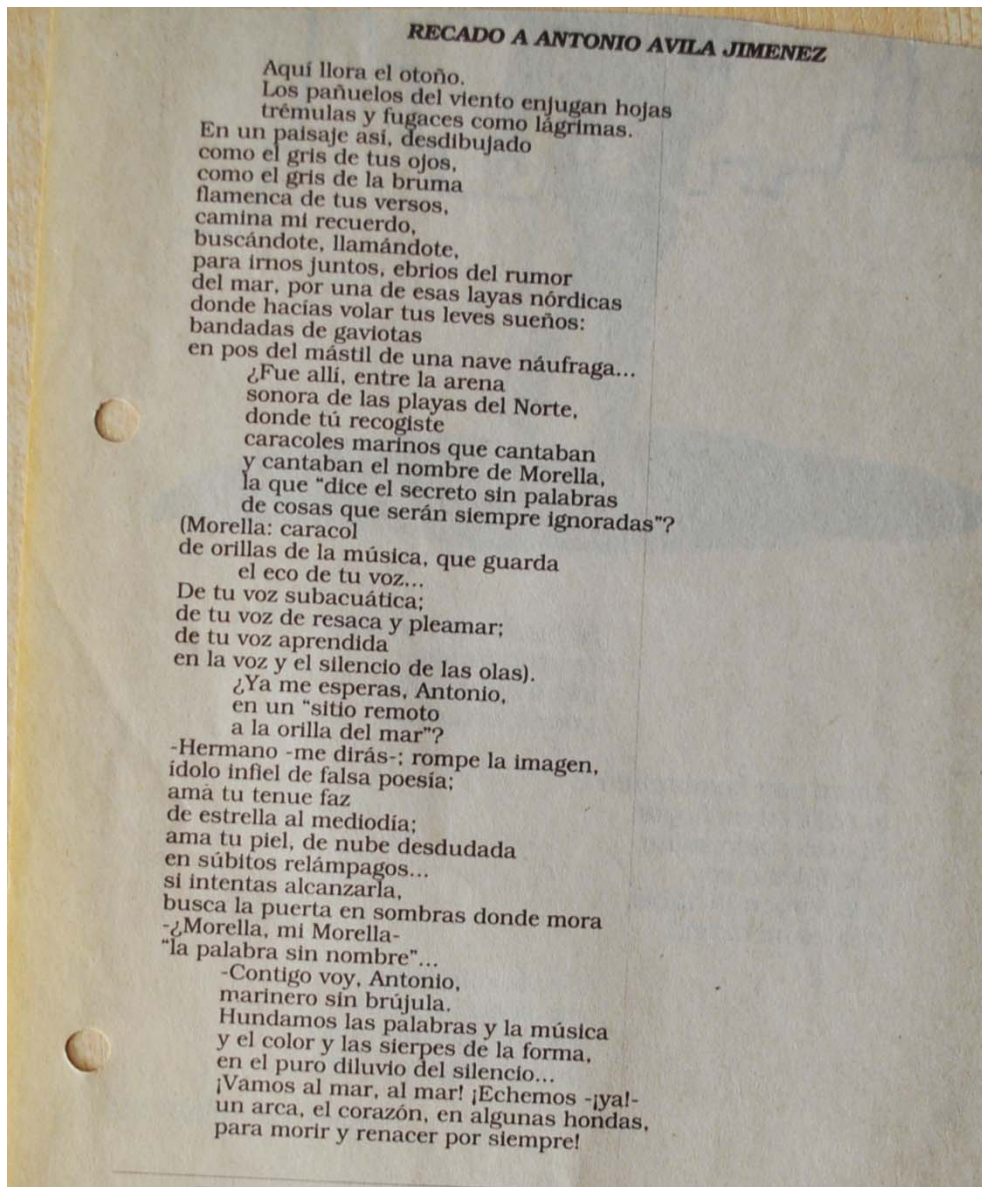 RECADO A ANTONIO AVILA JIMENEZ
Aquí llora el otoño.
Los pañuelos del viento enjugan hojas
trémulas y fugaces como lágrimas.
En un paisaje así, desdibujado
como el gris de tus ojos,
como el gris de la bruma
flamenca de tus versos,
camina mi recuerdo,
buscándote, llamándote,
para irnos juntos, ebrios del rumor
del mar, por una de esas layas nórdicas
donde hacías volar tus leves sueños:
bandadas de gaviotas
en pos del mástil de una nave náufraga...
¿Fue allí, entre la arena
sonora de las playas del Norte,
donde tú recogiste
caracoles marinos que cantaban
y cantaban el nombre de Morella,
la que "dice el secreto sin palabras
de cosas que serán siempre ignoradas"?
(Morella: caracol
de orillas de la música, que guarda
el eco de tu voz...
De tu voz subacuática;
de tu voz de resaca y pleamar;
de tu voz aprendida
en la voz y el silencio de las olas).
¿Ya me esperas, Antonio,
en un "sitio remoto
a la orilla del mar"?
-Hermano -me dirás-; rompe la imagen,
ídolo infiel de falsa poesía;
ama tu tenue faz
de estrella al mediodía;
ama tu piel, de nube desdudada
en súbitos relámpagos...
si intentas alcanzarla,
busca la puerta en sombras donde mora
-¿Morella, mi Morella-
"la palabra sin nombre"...
-Contigo voy, Antonio,
marinero sin brújula.
Hundamos las palabras y la música
y el color y las sierpes de la forma,
en el puro diluvio del silencio...
¡Vamos al mar, al mar! ¡Echemos -¡ya!-
un arca, el corazón, en algunas hondas,
para morir y renacer por siempre!